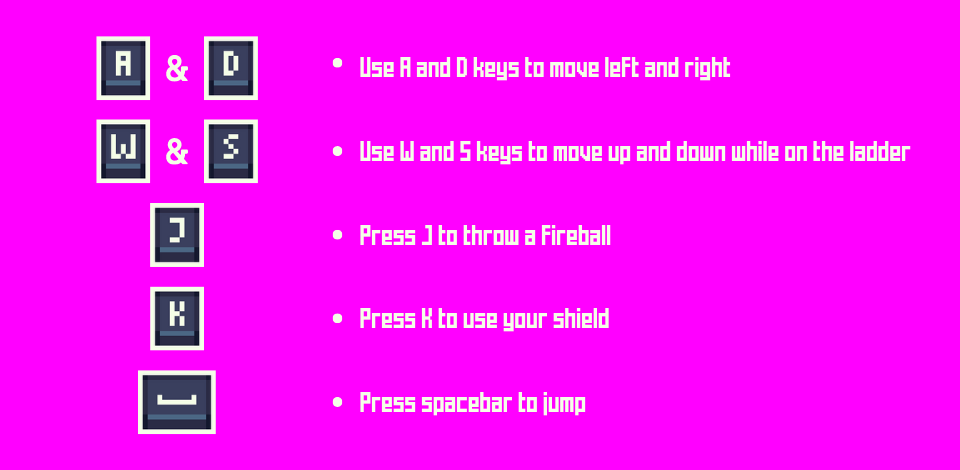 A & D • Use A and D keys to move left and right
W & S • Use W and S keys to move up and down while on the ladder
J • Press J to throw a Fireball
K • Press K to use your shield
• Press spacebar to jump